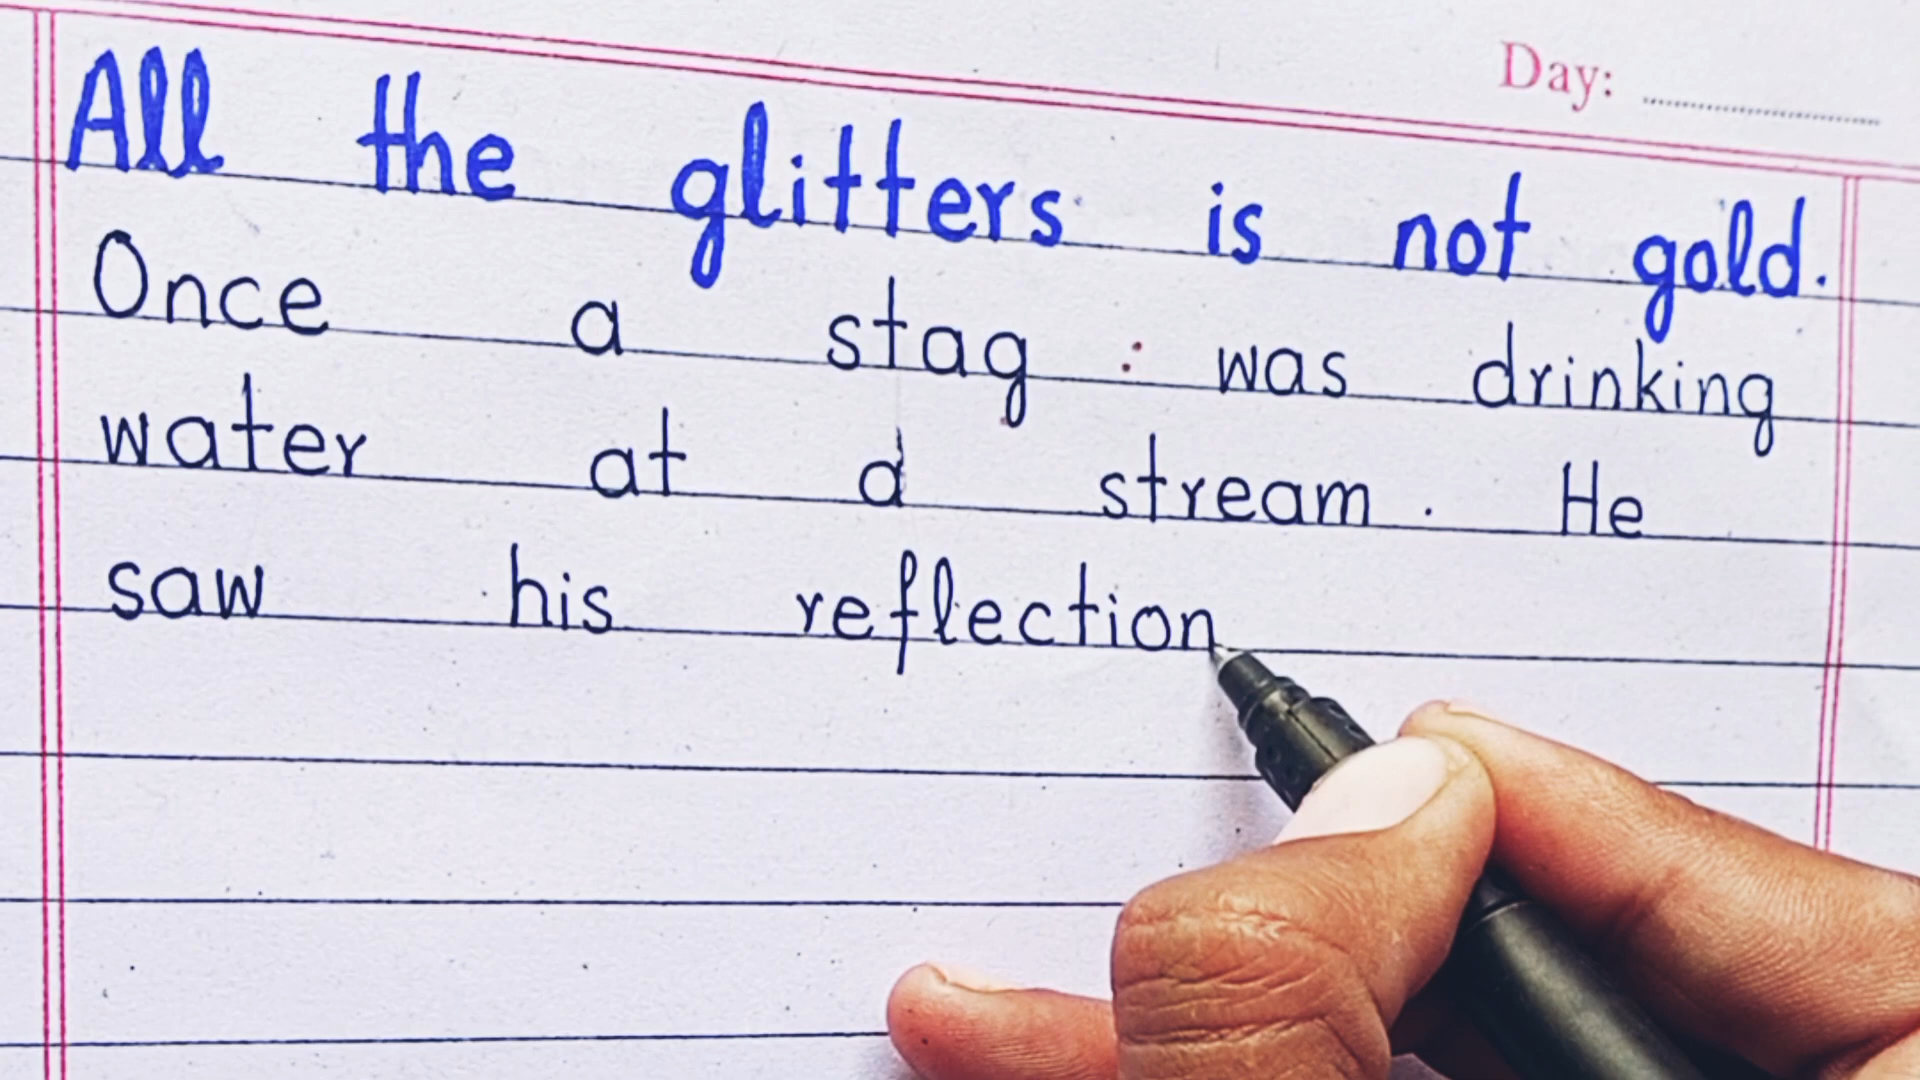 Day:
All the glitters is not gold.
Once a stag : was drinking
water at a stream. He
saw his reflection